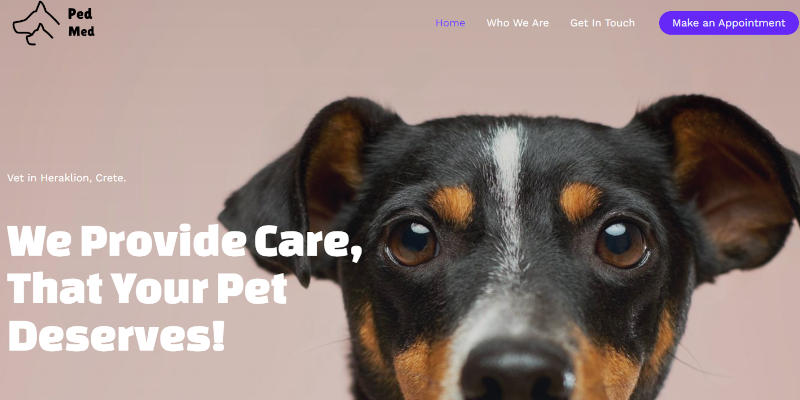 Ped
Med
Home Who We Are Get In Touch Make an Appointment
Vet in Heraklion, Crete.
We Provide Care,
That Your Pet
Deserves!